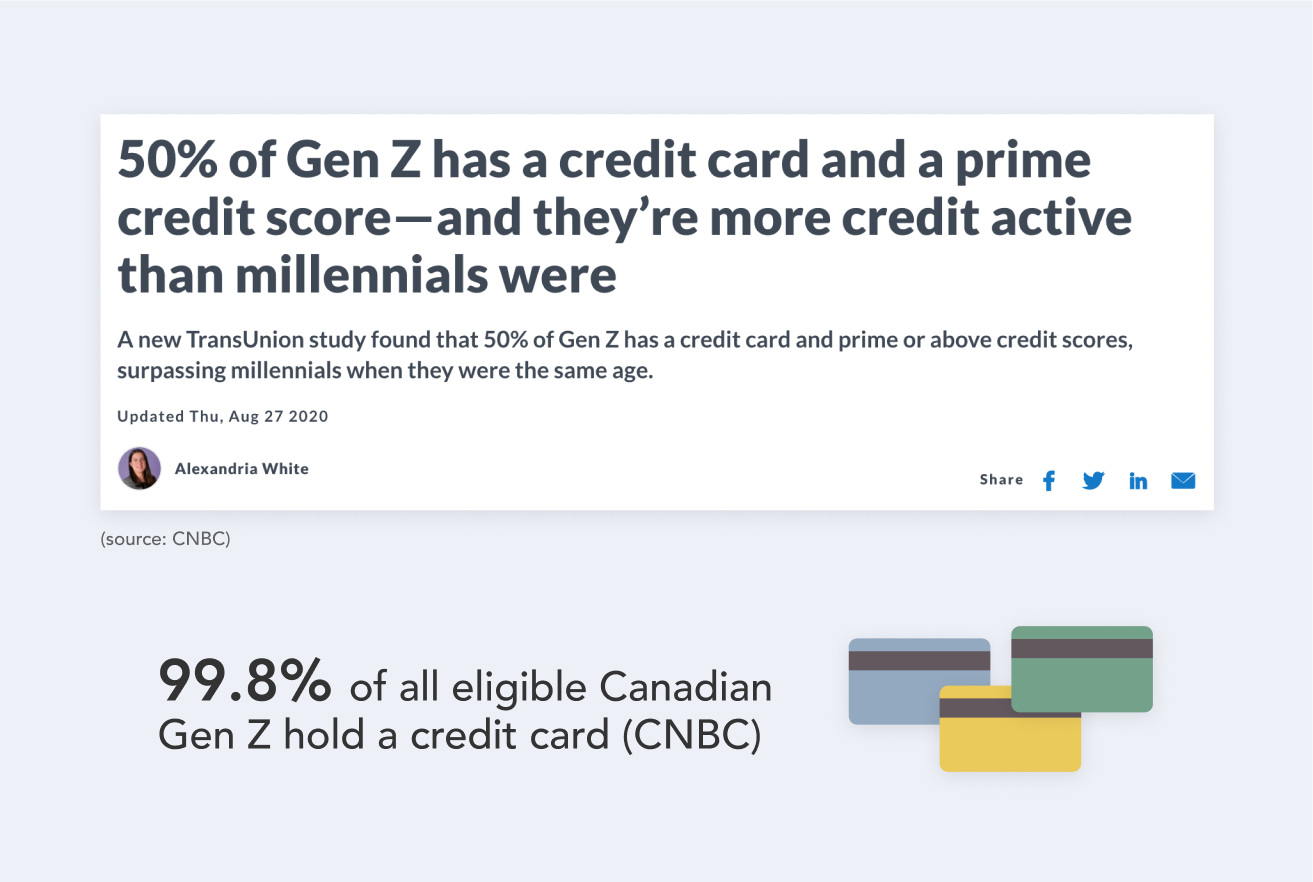 50% of Gen Z has a credit card and a prime
credit score—and they’re more credit active
than millennials were
A new TransUnion study found that 50% of Gen Z has a credit card and prime or above credit scores,
surpassing millennials when they were the same age.
Updated Thu, Aug 27 2020
Alexandria White
Share
(source: CNBC)
99.8% of all eligible Canadian
Gen Z hold a credit card (CNBC)